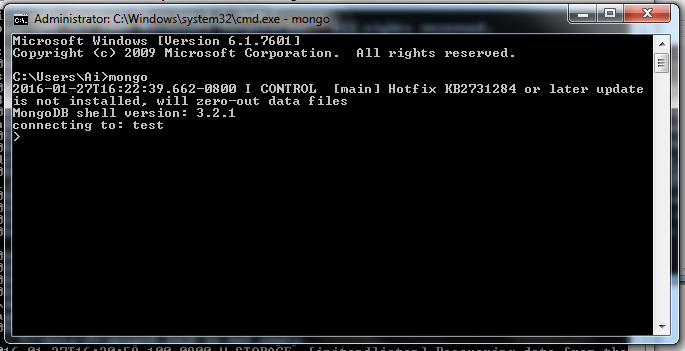 Administrator: C:\Windows\system32\cmd.exe - mongo
Microsoft Windows [Version 6.1.7601]
Copyright (c) 2009 Microsoft Corporation. All rights reserved.
C:\Users\Ai>mongo
2016-01-27T16:22:39.662-0800 I CONTROL [main] Hotfix KB2731284 or later update
is not installed, will zero-out data files
MongoDB shell version: 3.2.1
connecting to: test
>